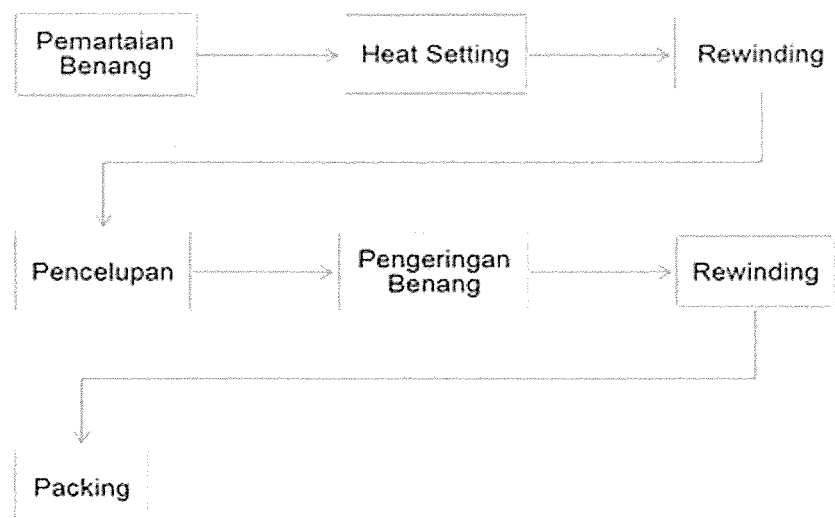 Pemartaian
Benang
Heat Setting
Rewinding
Pencelupan
Pengeringan
Benang
Rewinding
Packing